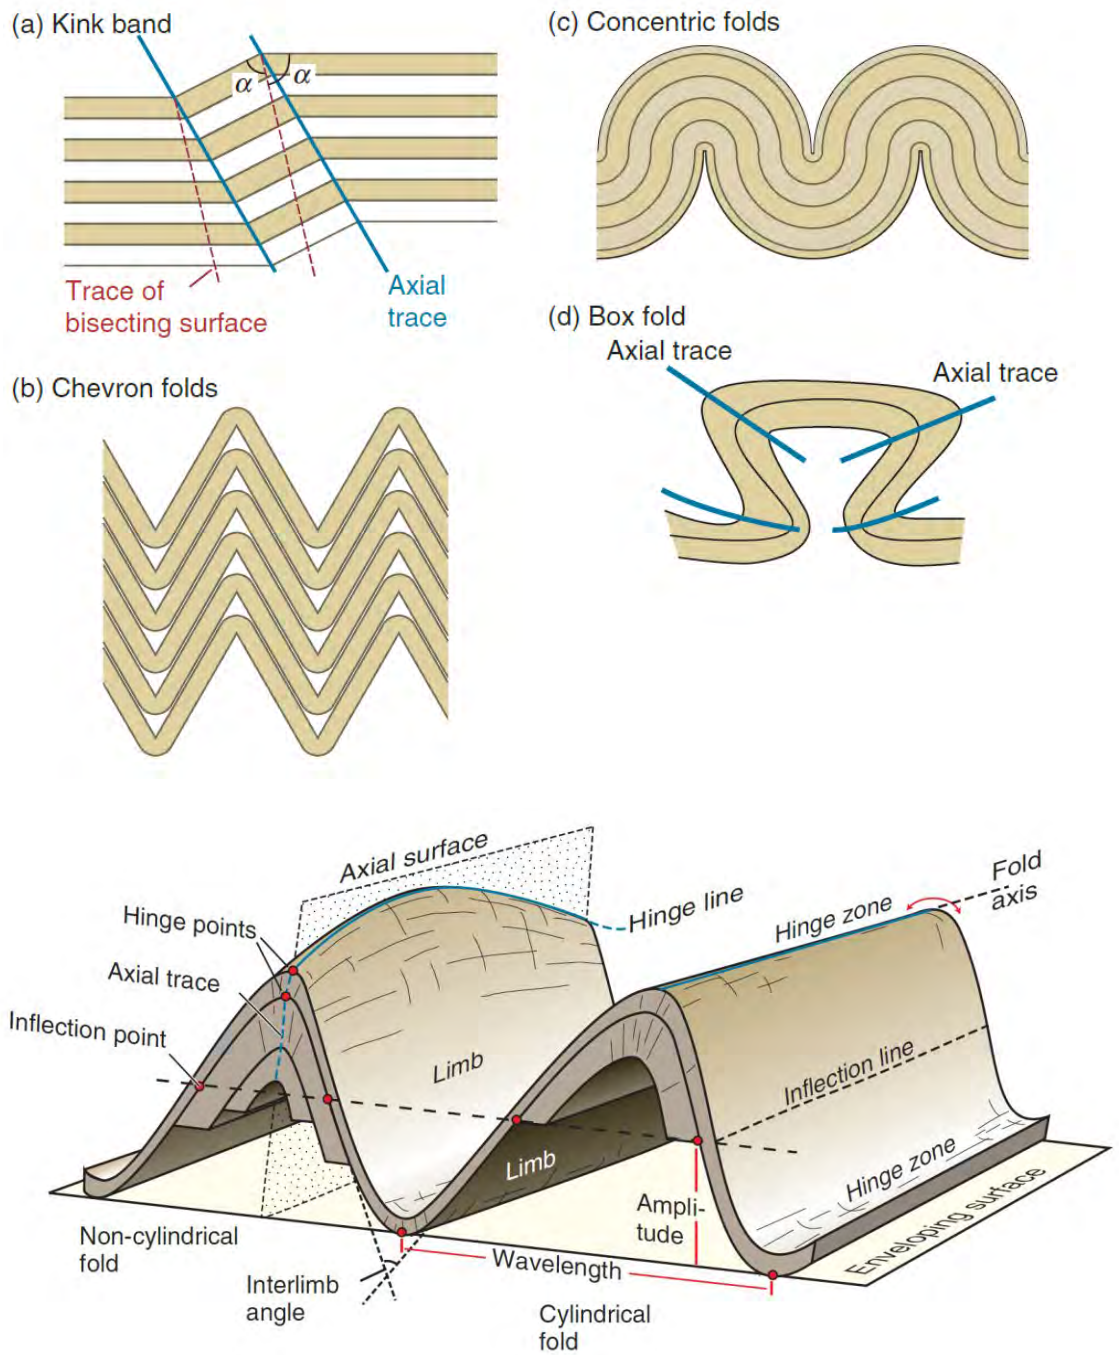 (a) Kink band
α
α
Trace of
bisecting surface
Axial
trace
(b) Chevron folds
(c) Concentric folds
(d) Box fold
Axial trace
Axial trace
Axial surface
Hinge points
Axial trace
Inflection point
Hinge line
Hinge zone
Fold
axis
Limb
Limb
Inflection line
Hinge zone
Enveloping surface
Ampli-
tude
Wavelength
Non-cylindrical
fold
Interlimb
angle
Cylindrical
fold